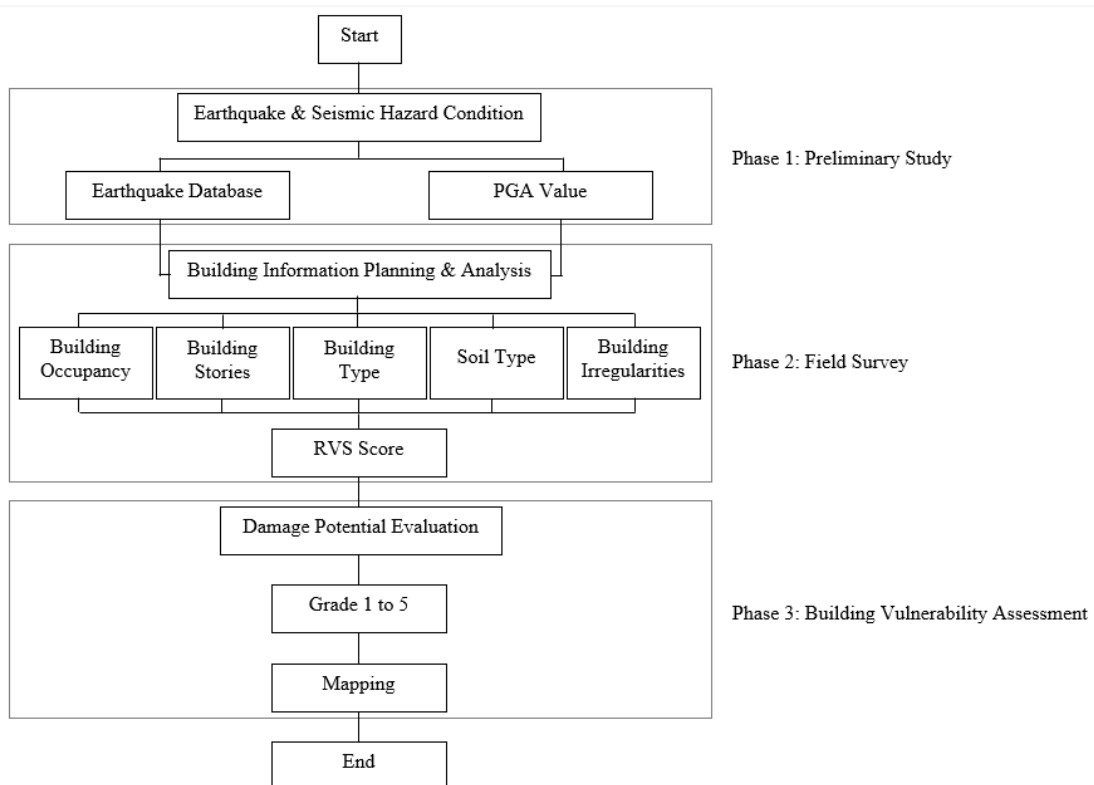 Start
Earthquake & Seismic Hazard Condition
Phase 1: Preliminary Study
Earthquake Database
PGA Value
Building Information Planning & Analysis
Building
Occupancy
Building
Stories
Building
Type
Soil Type
Building
Irregularities
Phase 2: Field Survey
RVS Score
Damage Potential Evaluation
Grade 1 to 5
Phase 3: Building Vulnerability Assessment
Mapping
End